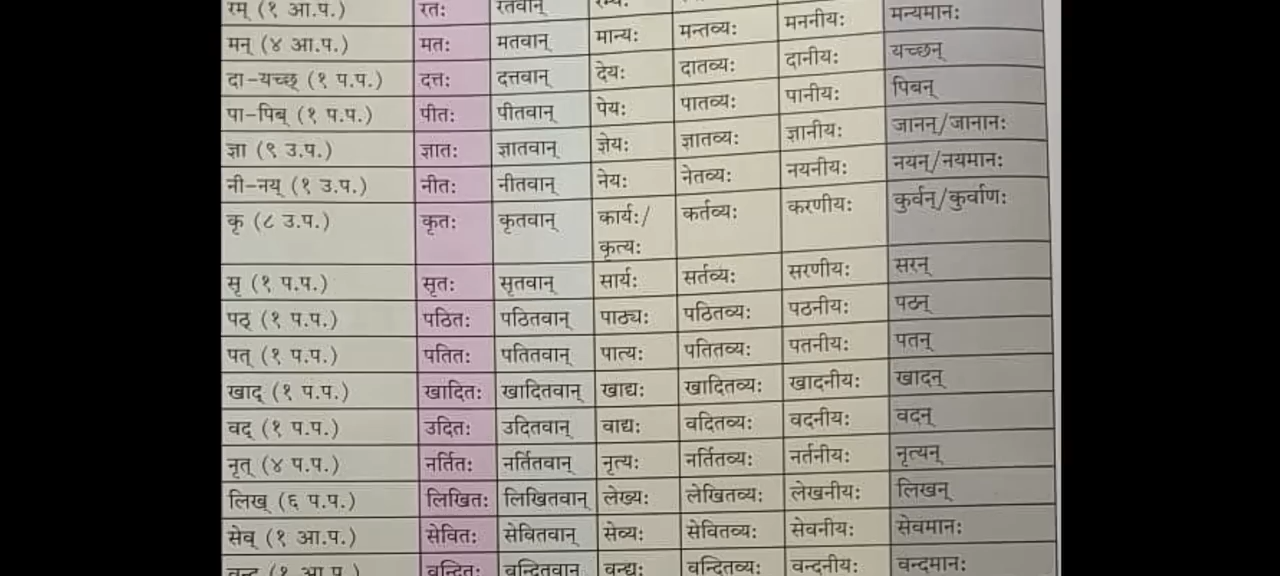 रम् (१ आ.प.) रतः रतवान् रम्यः
मन् (४ आ.प.) मतः मतवान् मान्यः मन्तव्यः मननीयः मन्यमानः
दा-यच्छ् (१ प.प.) दत्तः दत्तवान् देयः दातव्यः दानीयः यच्छन्
पा-पिब् (१ प.प.) पीतः पीतवान् पेयः पातव्यः पानीयः पिबन्
ज्ञा (९ उ.प.) ज्ञातः ज्ञातवान् ज्ञेयः ज्ञातव्यः ज्ञानीयः जानन्/जानानः
नी-नय् (१ उ.प.) नीतः नीतवान् नेयः नेतव्यः नयनीयः नयन्/नयमानः
कृ (८ उ.प.) कृतः कृतवान् कार्यः/ कर्तव्यः करणीयः कुर्वन्/कुर्वाणः
कृत्यः
सृ (१ प.प.) सृतः सृतवान् सार्यः सर्तव्यः सरणीयः सरन्
पठ् (१ प.प.) पठितः पठितवान् पाठ्यः पठितव्यः पठनीयः पठन्
पत् (१ प.प.) पतितः पतितवान् पात्यः पतितव्यः पतनीयः पतन्
खाद् (१ प.प.) खादितः खादितवान् खाद्यः खादितव्यः खादनीयः खादन्
वद् (१ प.प.) उदितः उदितवान् वाद्यः वदितव्यः वदनीयः वदन्
नृत् (४ प.प.) नर्तितः नर्तितवान् नृत्यः नर्तितव्यः नर्तनीयः नृत्यन्
लिख् (६ प.प.) लिखितः लिखितवान् लेख्यः लेखितव्यः लेखनीयः लिखन्
सेव् (१ आ.प.) सेवितः सेवितवान् सेव्यः सेवितव्यः सेवनीयः सेवमानः
वन्द् (१ आ.प.) वन्दितः वन्दितवान् वन्द्यः वन्दितव्यः वन्दनीयः वन्दमानः